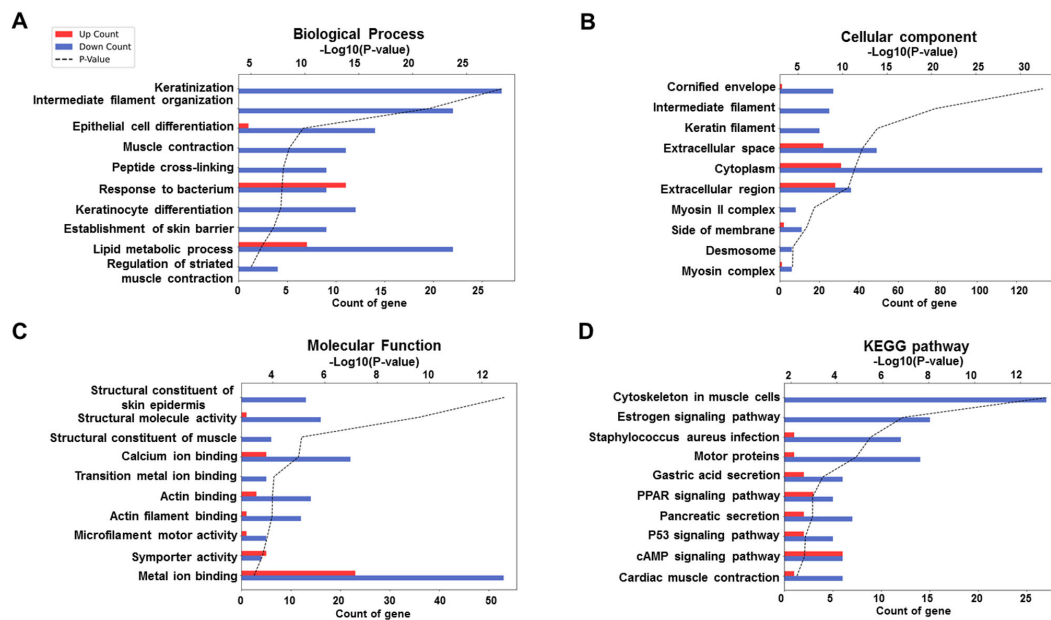 A
Up Count
Down Count
P-Value
Biological Process
-Log10(P-value)
5 10 15 20 25
Keratinization
Intermediate filament organization
Epithelial cell differentiation
Muscle contraction
Peptide cross-linking
Response to bacterium
Keratinocyte differentiation
Establishment of skin barrier
Lipid metabolic process
Regulation of striated
muscle contraction
0 5 10 15 20 25
Count of gene
B
Cellular component
-Log10(P-value)
5 10 15 20 25 30
Cornified envelope
Intermediate filament
Keratin filament
Extracellular space
Cytoplasm
Extracellular region
Myosin II complex
Side of membrane
Desmosome
Myosin complex
0 20 40 60 80 100 120
Count of gene
C
Molecular Function
-Log10(P-value)
4 6 8 10 12
Structural constituent of
skin epidermis
Structural molecule activity
Structural constituent of muscle
Calcium ion binding
Transition metal ion binding
Actin binding
Actin filament binding
Microfilament motor activity
Symporter activity
Metal ion binding
0 10 20 30 40 50
Count of gene
D
KEGG pathway
-Log10(P-value)
2 4 6 8 10 12
Cytoskeleton in muscle cells
Estrogen signaling pathway
Staphylococcus aureus infection
Motor proteins
Gastric acid secretion
PPAR signaling pathway
Pancreatic secretion
P53 signaling pathway
cAMP signaling pathway
Cardiac muscle contraction
0 5 10 15 20 25
Count of gene